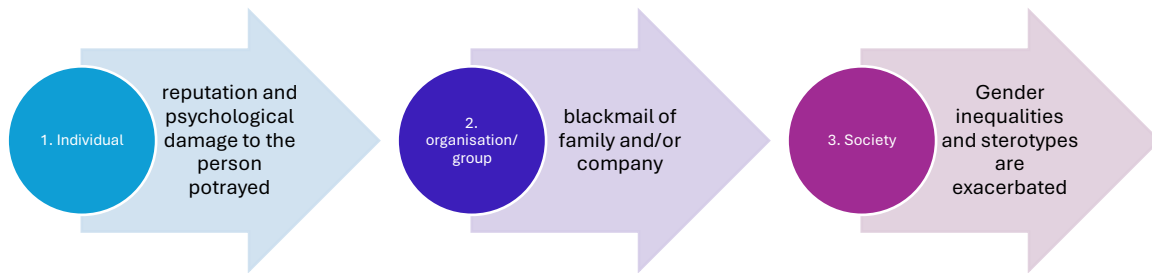 1. Individual
reputation and
psychological
damage to the
person
potrayed
2.
organisation/
group
blackmail of
family and/or
company
3. Society
Gender
inequalities
and sterotypes
are
exacerbated